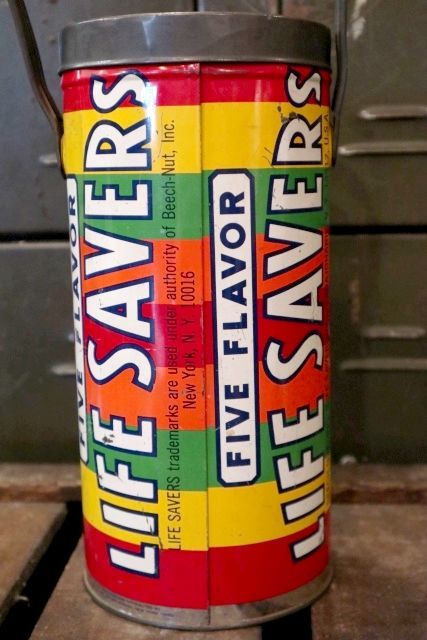 FIVE FLAVOR
LIFE SAVERS
LIFE SAVERS trademarks are used under authority of Beech-Nut, Inc.
New York, N. Y. 10016
FIVE FLAVOR
LIFE SAVERS
USA